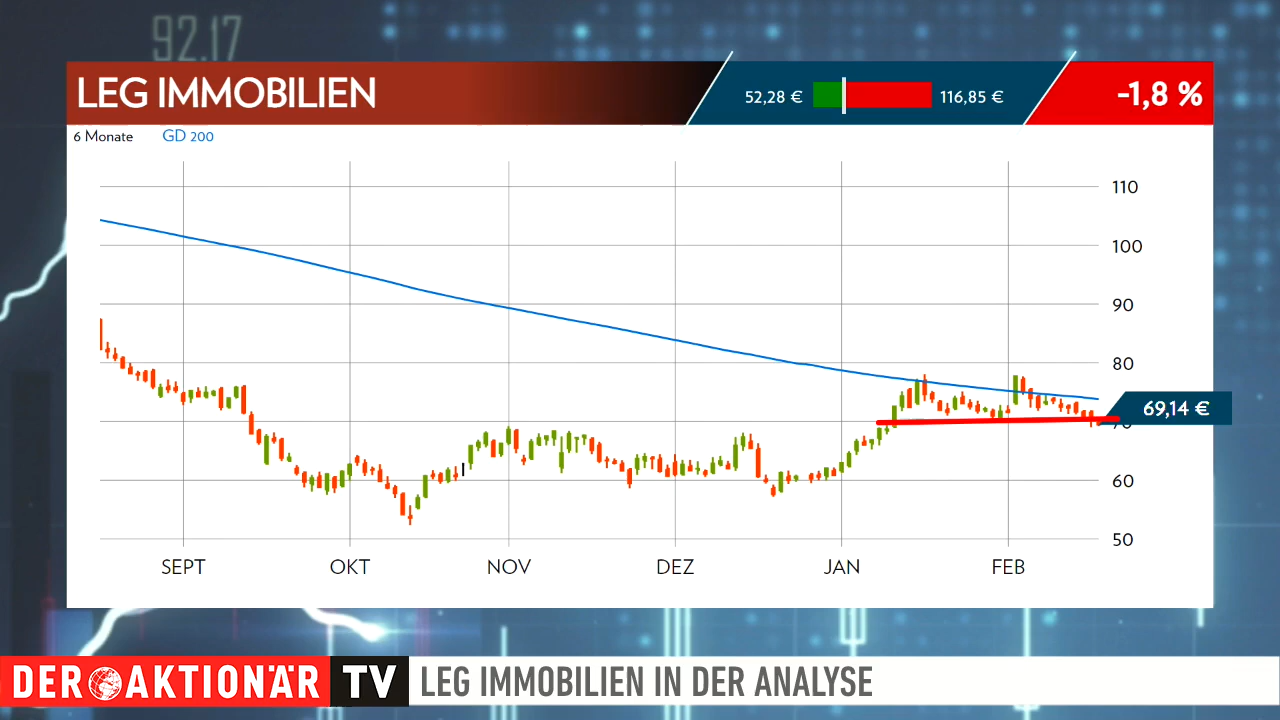 92.17
LEG IMMOBILIEN
52,28 €
116,85 €
-1,8 %
6 Monate
GD 200
110
100
90
80
69,14 €
70
60
50
SEPT
OKT
NOV
DEZ
JAN
FEB
DER AKTIONÄR TV
LEG IMMOBILIEN IN DER ANALYSE